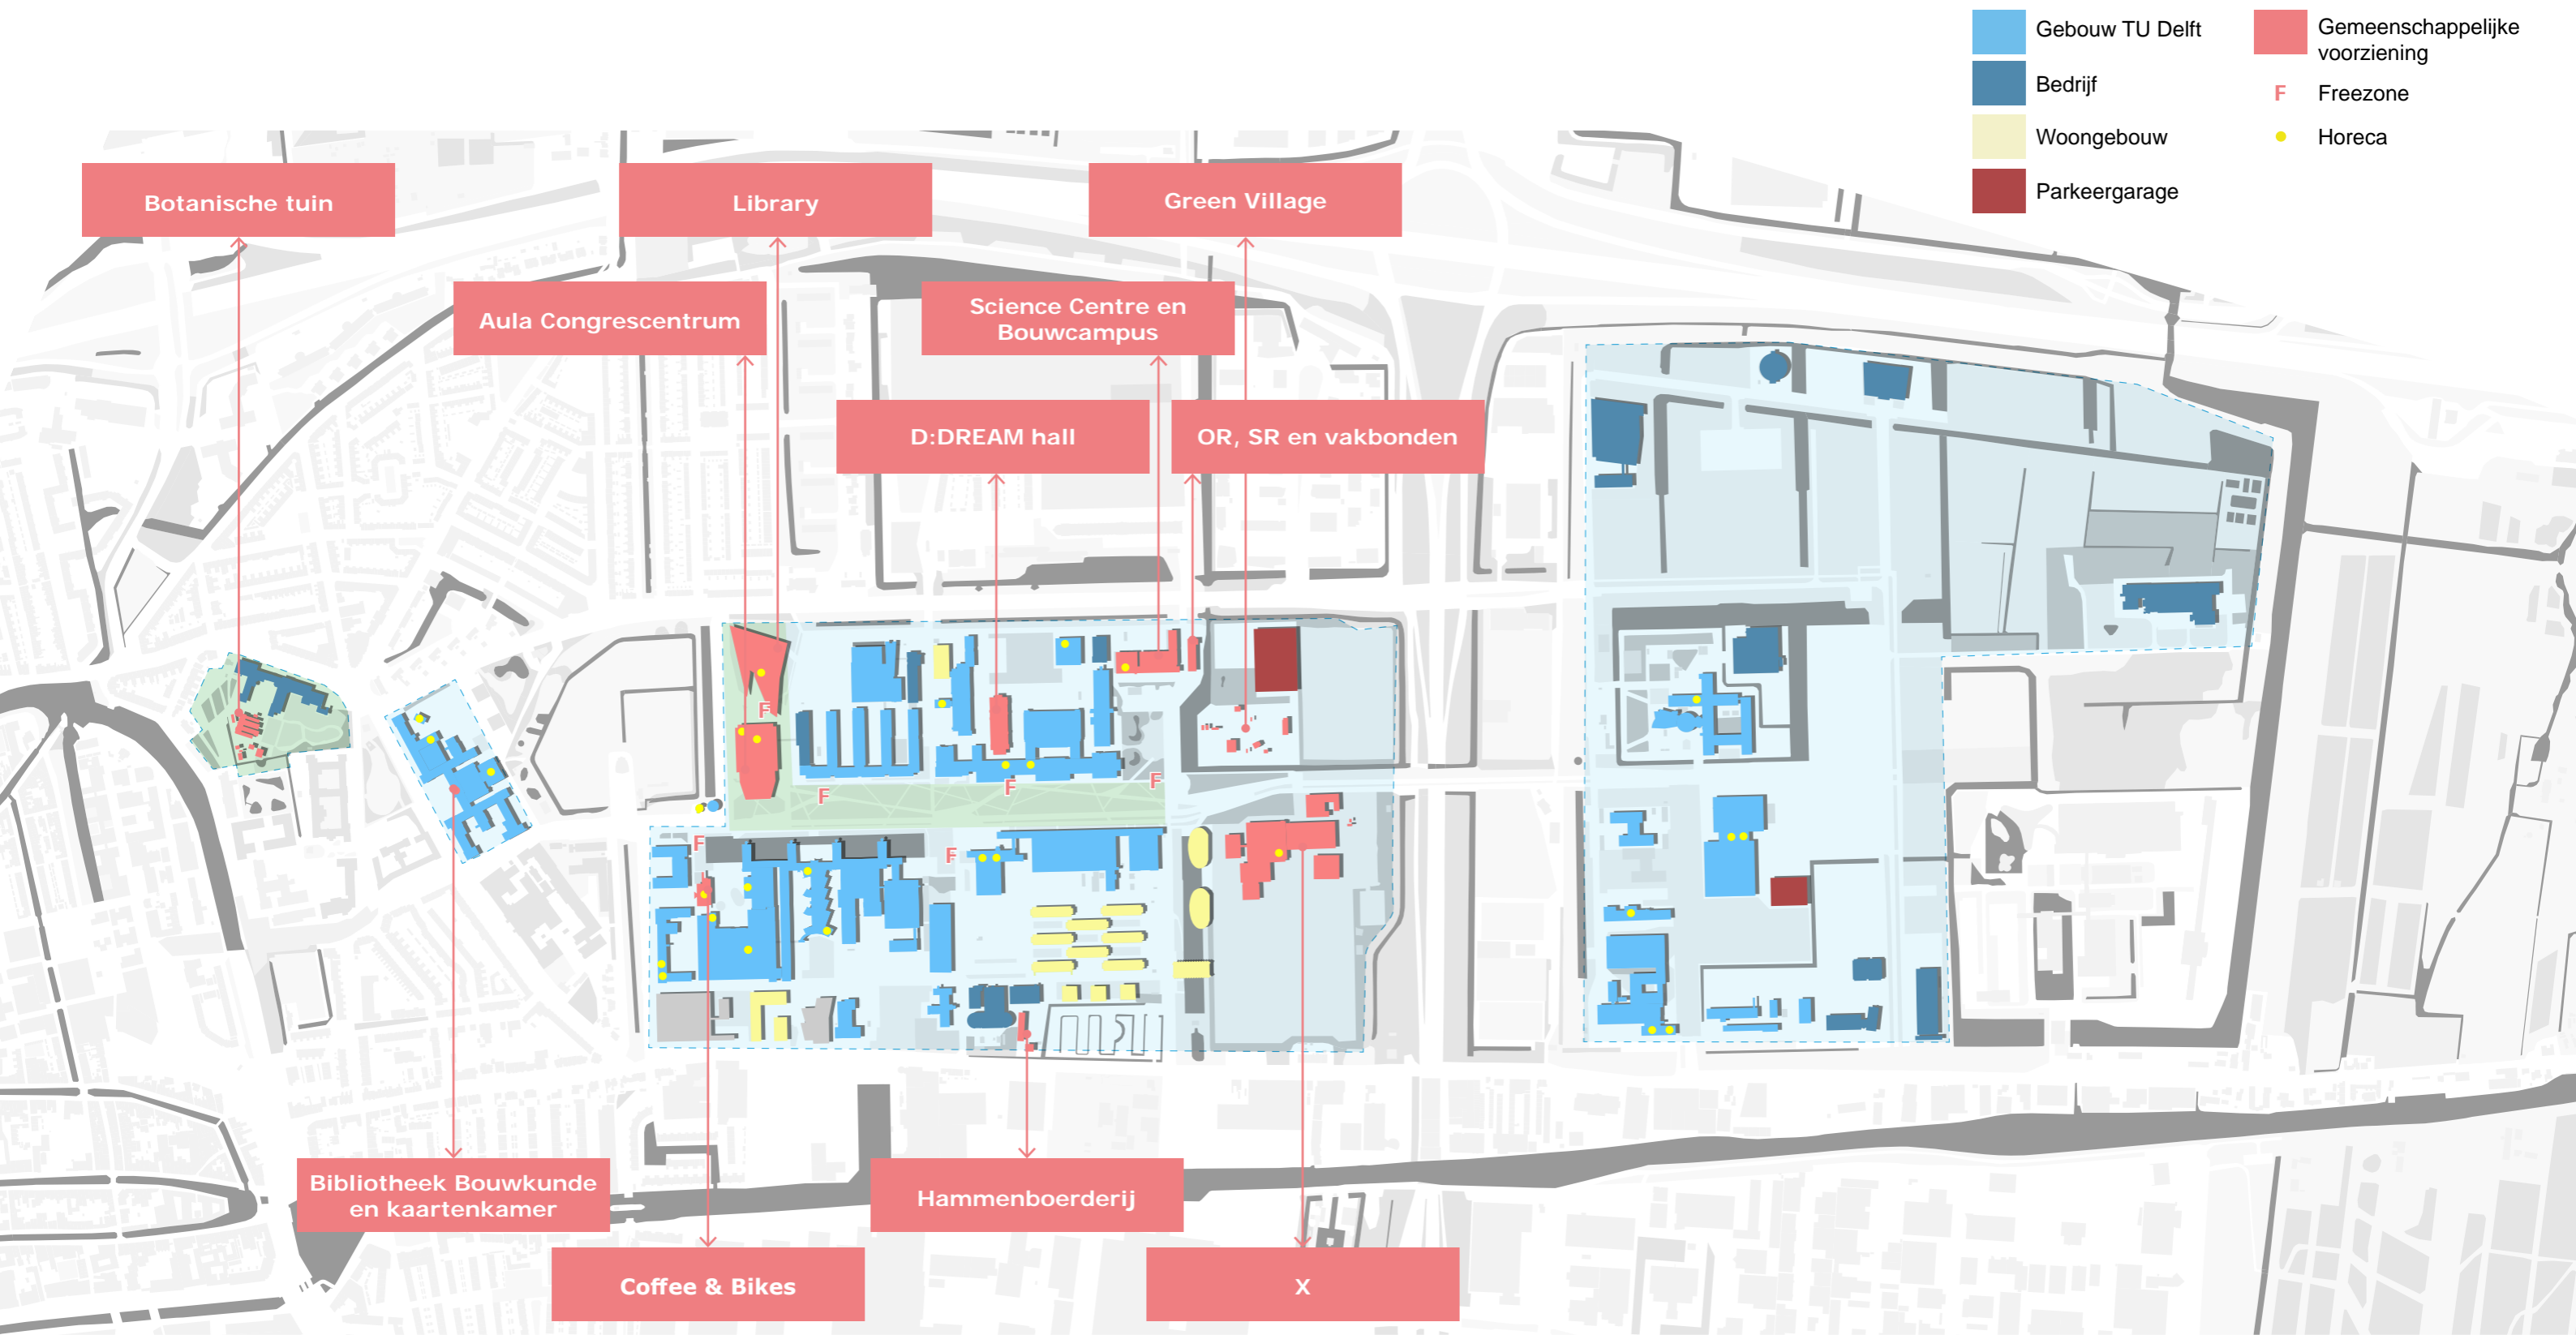 Gebouw TU Delft
Bedrijf
Woongebouw
Parkeergarage
Gemeenschappelijke
voorziening
F Freezone
Horeca
Botanische tuin
Library
Green Village
Aula Congrescentrum
Science Centre en
Bouwcampus
D:DREAM hall
OR, SR en vakbonden
F
F
F
F
F
F
Bibliotheek Bouwkunde
en kaartenkamer
Hammenboerderij
Coffee & Bikes
X